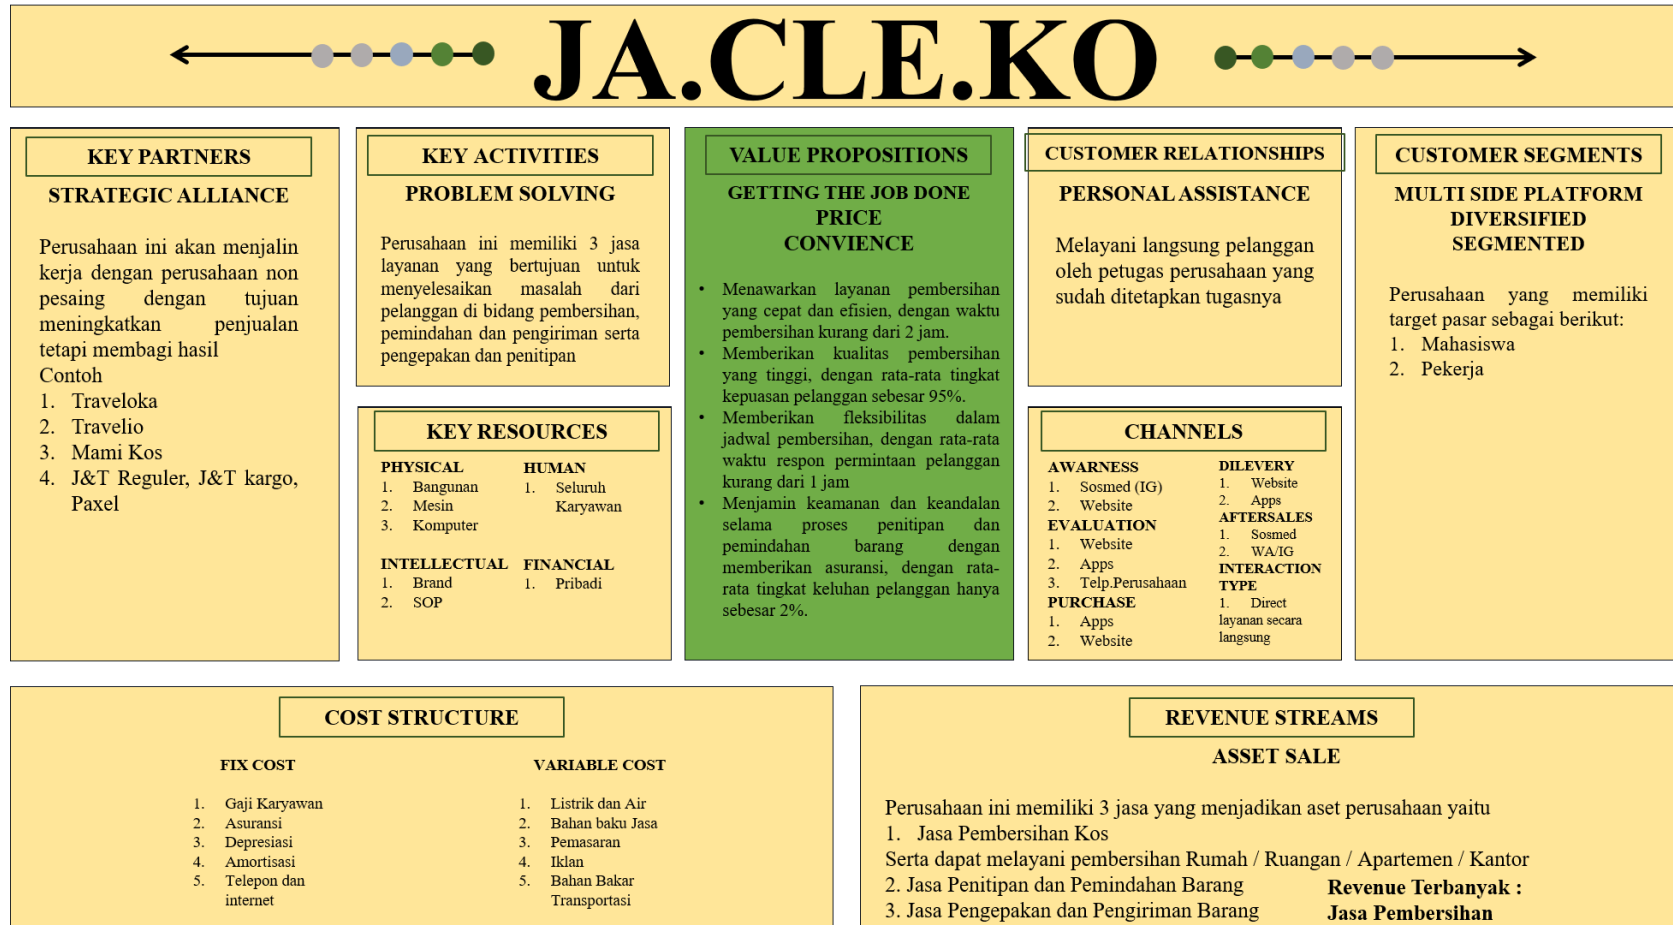 JA.CLE.KO
KEY PARTNERS
STRATEGIC ALLIANCE
Perusahaan ini akan menjalin
kerja dengan perusahaan non
pesaing dengan tujuan
meningkatkan penjualan
tetapi membagi hasil
Contoh
1. Traveloka
2. Travelio
3. Mami Kos
4. J&T Reguler, J&T kargo,
Paxel
KEY ACTIVITIES
PROBLEM SOLVING
Perusahaan ini memiliki 3 jasa
layanan yang bertujuan untuk
menyelesaikan masalah dari
pelanggan di bidang pembersihan,
pemindahan dan pengiriman serta
pengepakan dan penitipan
KEY RESOURCES
PHYSICAL
1. Bangunan
2. Mesin
3. Komputer
HUMAN
1. Seluruh
Karyawan
INTELLECTUAL
1. Brand
2. SOP
FINANCIAL
1. Pribadi
VALUE PROPOSITIONS
GETTING THE JOB DONE
PRICE
CONVIENCE
• Menawarkan layanan pembersihan
yang cepat dan efisien, dengan waktu
pembersihan kurang dari 2 jam.
• Memberikan kualitas pembersihan
yang tinggi, dengan rata-rata tingkat
kepuasan pelanggan sebesar 95%.
• Memberikan fleksibilitas dalam
jadwal pembersihan, dengan rata-rata
waktu respon permintaan pelanggan
kurang dari 1 jam
• Menjamin keamanan dan keandalan
selama proses penitipan dan
pemindahan barang dengan
memberikan asuransi, dengan rata-
rata tingkat keluhan pelanggan hanya
sebesar 2%.
CUSTOMER RELATIONSHIPS
PERSONAL ASSISTANCE
Melayani langsung pelanggan
oleh petugas perusahaan yang
sudah ditetapkan tugasnya
CHANNELS
AWARNESS
1. Sosmed (IG)
2. Website
EVALUATION
1. Website
2. Apps
3. Telp.Perusahaan
PURCHASE
1. Apps
2. Website
DILEVERY
1. Website
2. Apps
AFTERSALES
1. Sosmed
2. WA/IG
INTERACTION
TYPE
1. Direct
layanan secara
langsung
CUSTOMER SEGMENTS
MULTI SIDE PLATFORM
DIVERSIFIED
SEGMENTED
Perusahaan yang memiliki
target pasar sebagai berikut:
1. Mahasiswa
2. Pekerja
COST STRUCTURE
FIX COST
1. Gaji Karyawan
2. Asuransi
3. Depresiasi
4. Amortisasi
5. Telepon dan
internet
VARIABLE COST
1. Listrik dan Air
2. Bahan baku Jasa
3. Pemasaran
4. Iklan
5. Bahan Bakar
Transportasi
REVENUE STREAMS
ASSET SALE
Perusahaan ini memiliki 3 jasa yang menjadikan aset perusahaan yaitu
1. Jasa Pembersihan Kos
Serta dapat melayani pembersihan Rumah / Ruangan / Apartemen / Kantor
2. Jasa Penitipan dan Pemindahan Barang
3. Jasa Pengepakan dan Pengiriman Barang
Revenue Terbanyak :
Jasa Pembersihan